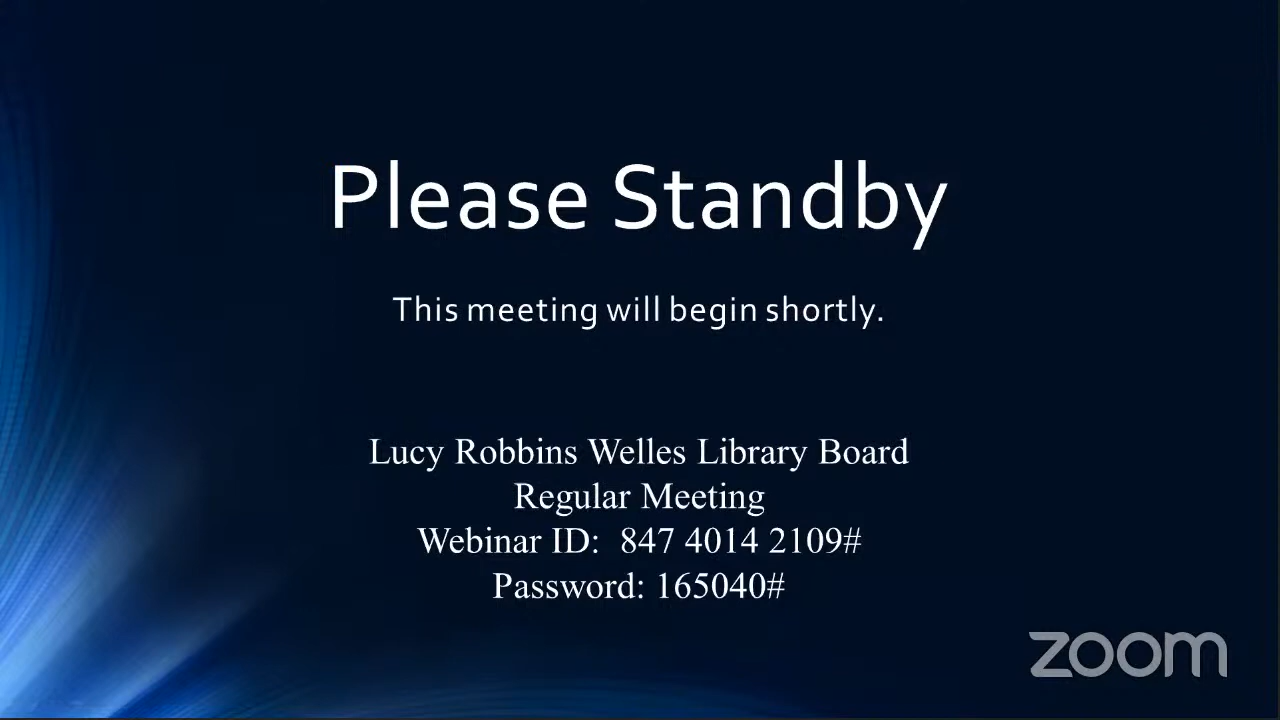 Please Standby
This meeting will begin shortly.
Lucy Robbins Welles Library Board
Regular Meeting
Webinar ID:  847 4014 2109#
Password: 165040#
zoom